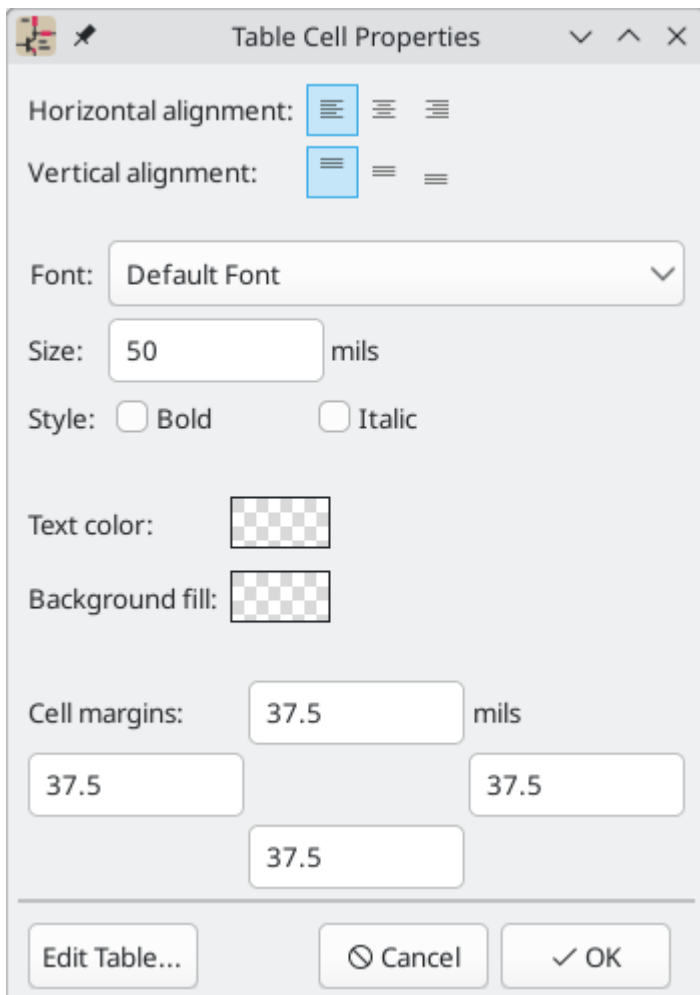 Table Cell Properties
Horizontal alignment:
Vertical alignment:
Font: Default Font
Size: 50 mils
Style: Bold Italic
Text color:
Background fill:
Cell margins: 37.5 mils
37.5 37.5
37.5
Edit Table... Cancel OK